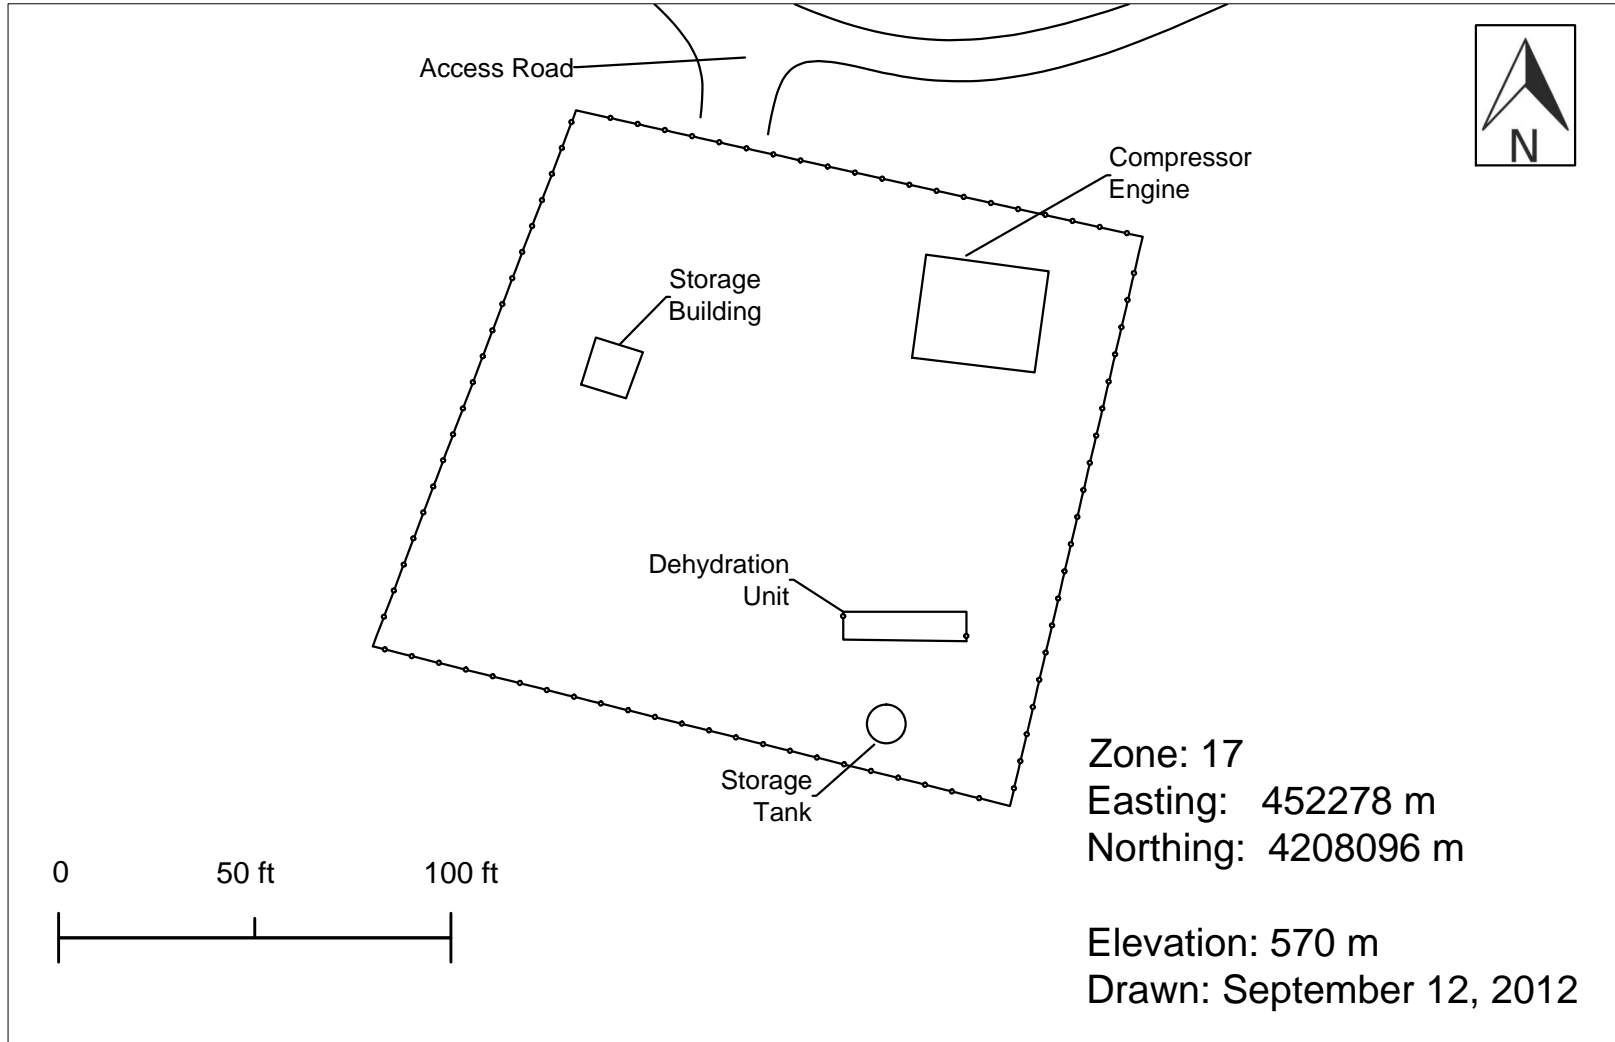 Access Road
N
Compressor
Engine
Storage
Building
Dehydration
Unit
Storage
Tank
Zone: 17
Easting: 452278 m
Northing: 4208096 m
0 50 ft 100 ft
Elevation: 570 m
Drawn: September 12, 2012